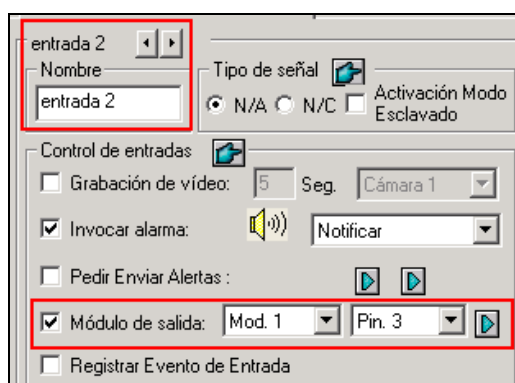 entrada 2
Nombre
entrada 2
Tipo de señal
N/A N/C Activación Modo Esclavado
Control de entradas
Grabación de vídeo: 5 Seg. Cámara 1
Invocar alarma: Notificar
Pedir Enviar Alertas :
Módulo de salida: Mod. 1 Pin. 3
Registrar Evento de Entrada